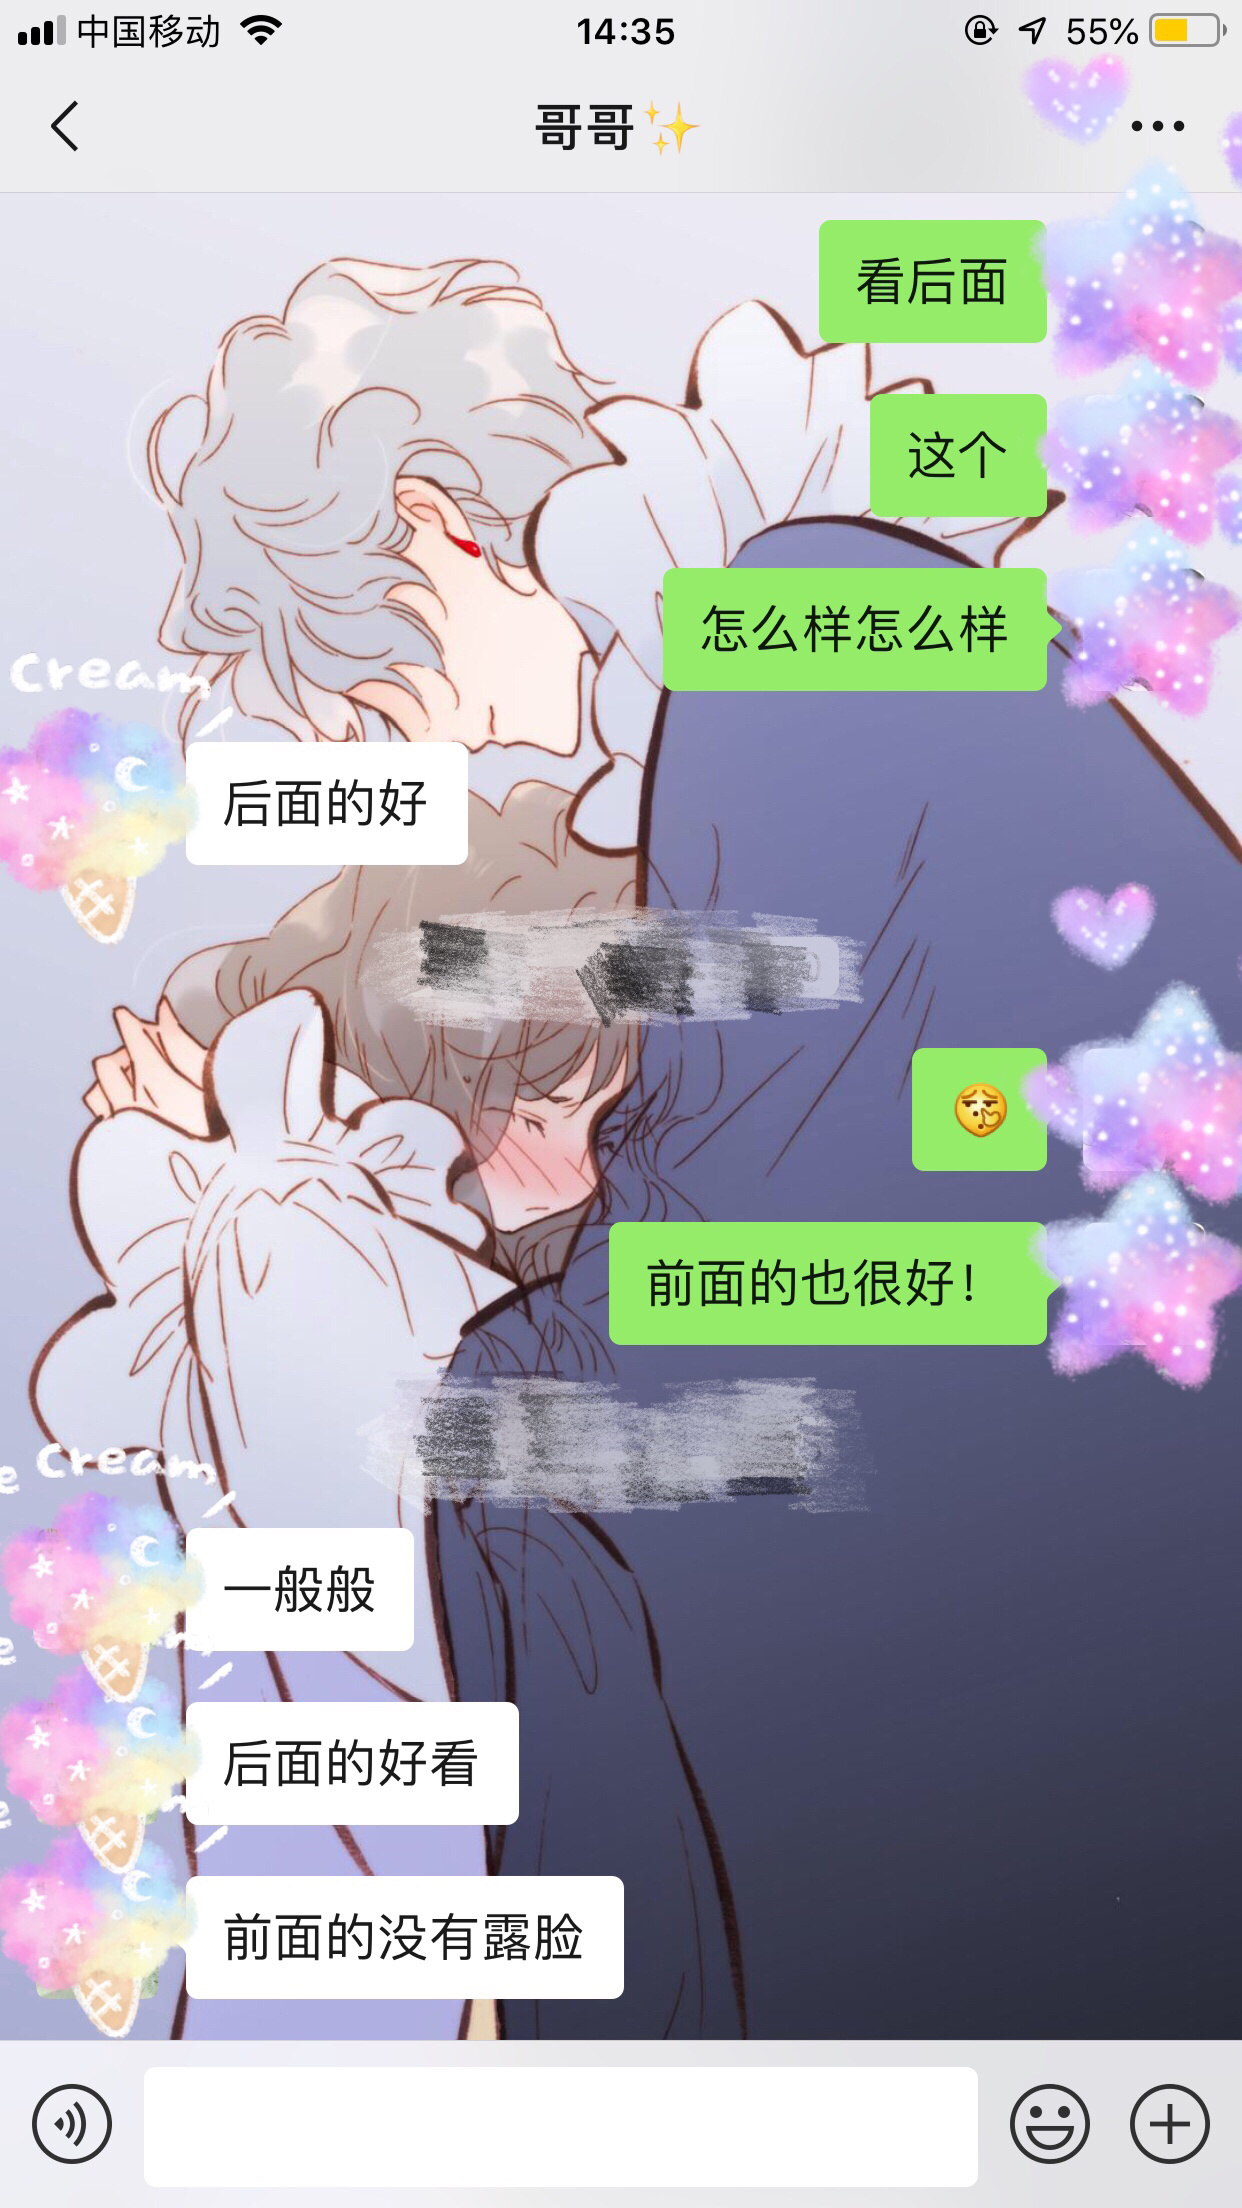 中国移动
14:35
55%
哥哥✨
看后面
这个
怎么样怎么样
Cream
后面的好
前面的也很好！
e Cream
一般般
后面的好看
前面的没有露脸